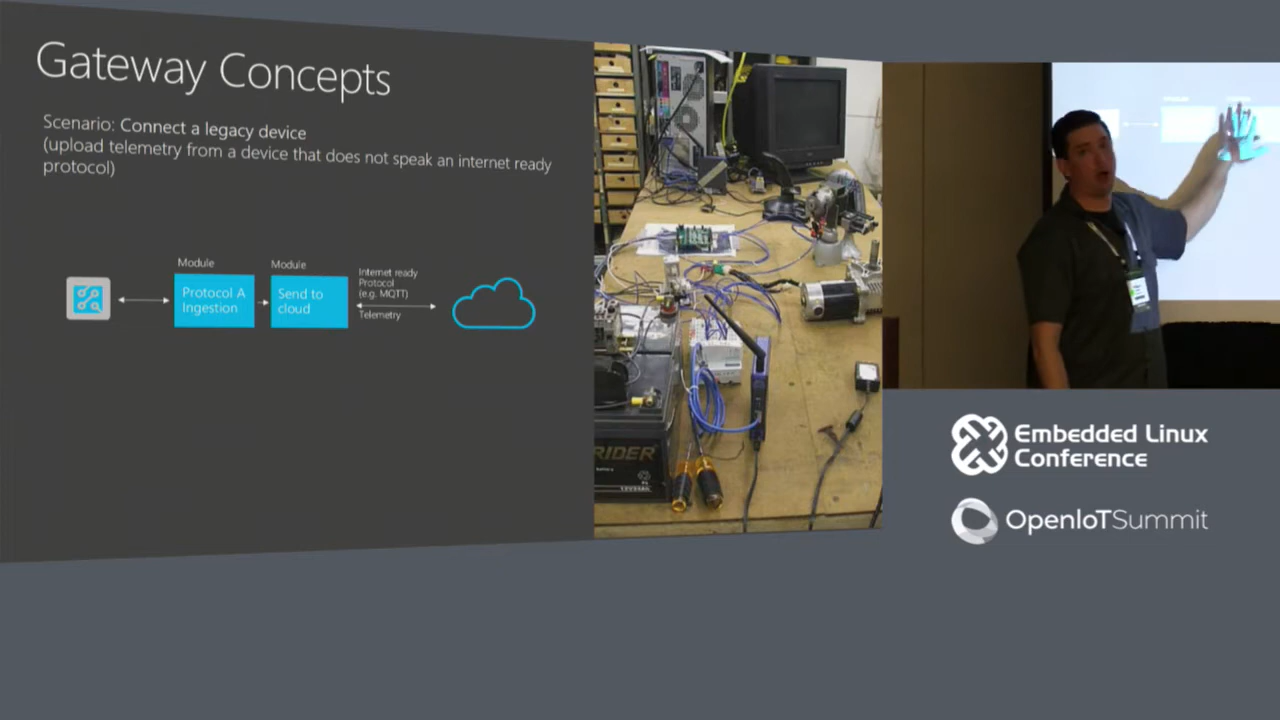 Gateway Concepts
Scenario: Connect a legacy device
(upload telemetry from a device that does not speak an internet ready
protocol)
Module
Protocol A
Ingestion
Module
Send to
cloud
Internet ready
Protocol
(e.g. MQTT)
Telemetry
RIDER
Embedded Linux
Conference
OpenIoTSummit